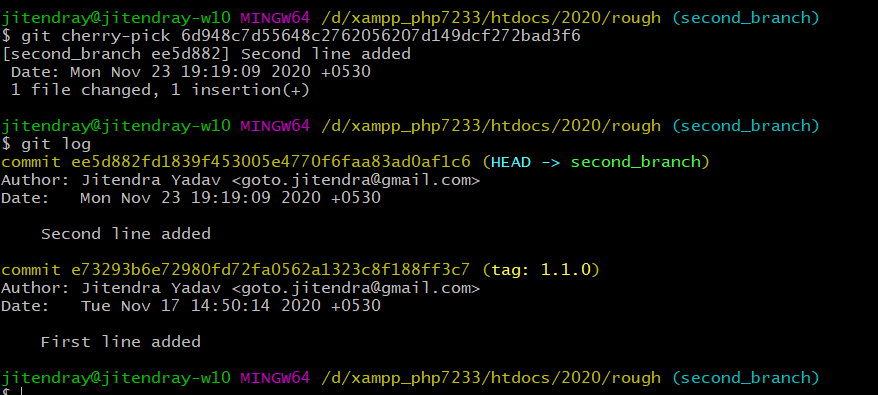 jitendray@jitendray-w10 MINGW64 /d/xampp_php7233/htdocs/2020/rough (second_branch)
$ git cherry-pick 6d948c7d55648c2762056207d149dcf272bad3f6
[second_branch ee5d882] Second line added
 Date: Mon Nov 23 19:19:09 2020 +0530
 1 file changed, 1 insertion(+)

jitendray@jitendray-w10 MINGW64 /d/xampp_php7233/htdocs/2020/rough (second_branch)
$ git log
commit ee5d882fd1839f453005e4770f6faa83ad0af1c6 (HEAD -> second_branch)
Author: Jitendra Yadav <goto.jitendra@gmail.com>
Date:   Mon Nov 23 19:19:09 2020 +0530

    Second line added

commit e73293b6e72980fd72fa0562a1323c8f188ff3c7 (tag: 1.1.0)
Author: Jitendra Yadav <goto.jitendra@gmail.com>
Date:   Tue Nov 17 14:50:14 2020 +0530

    First line added

jitendray@jitendray-w10 MINGW64 /d/xampp_php7233/htdocs/2020/rough (second_branch)
$